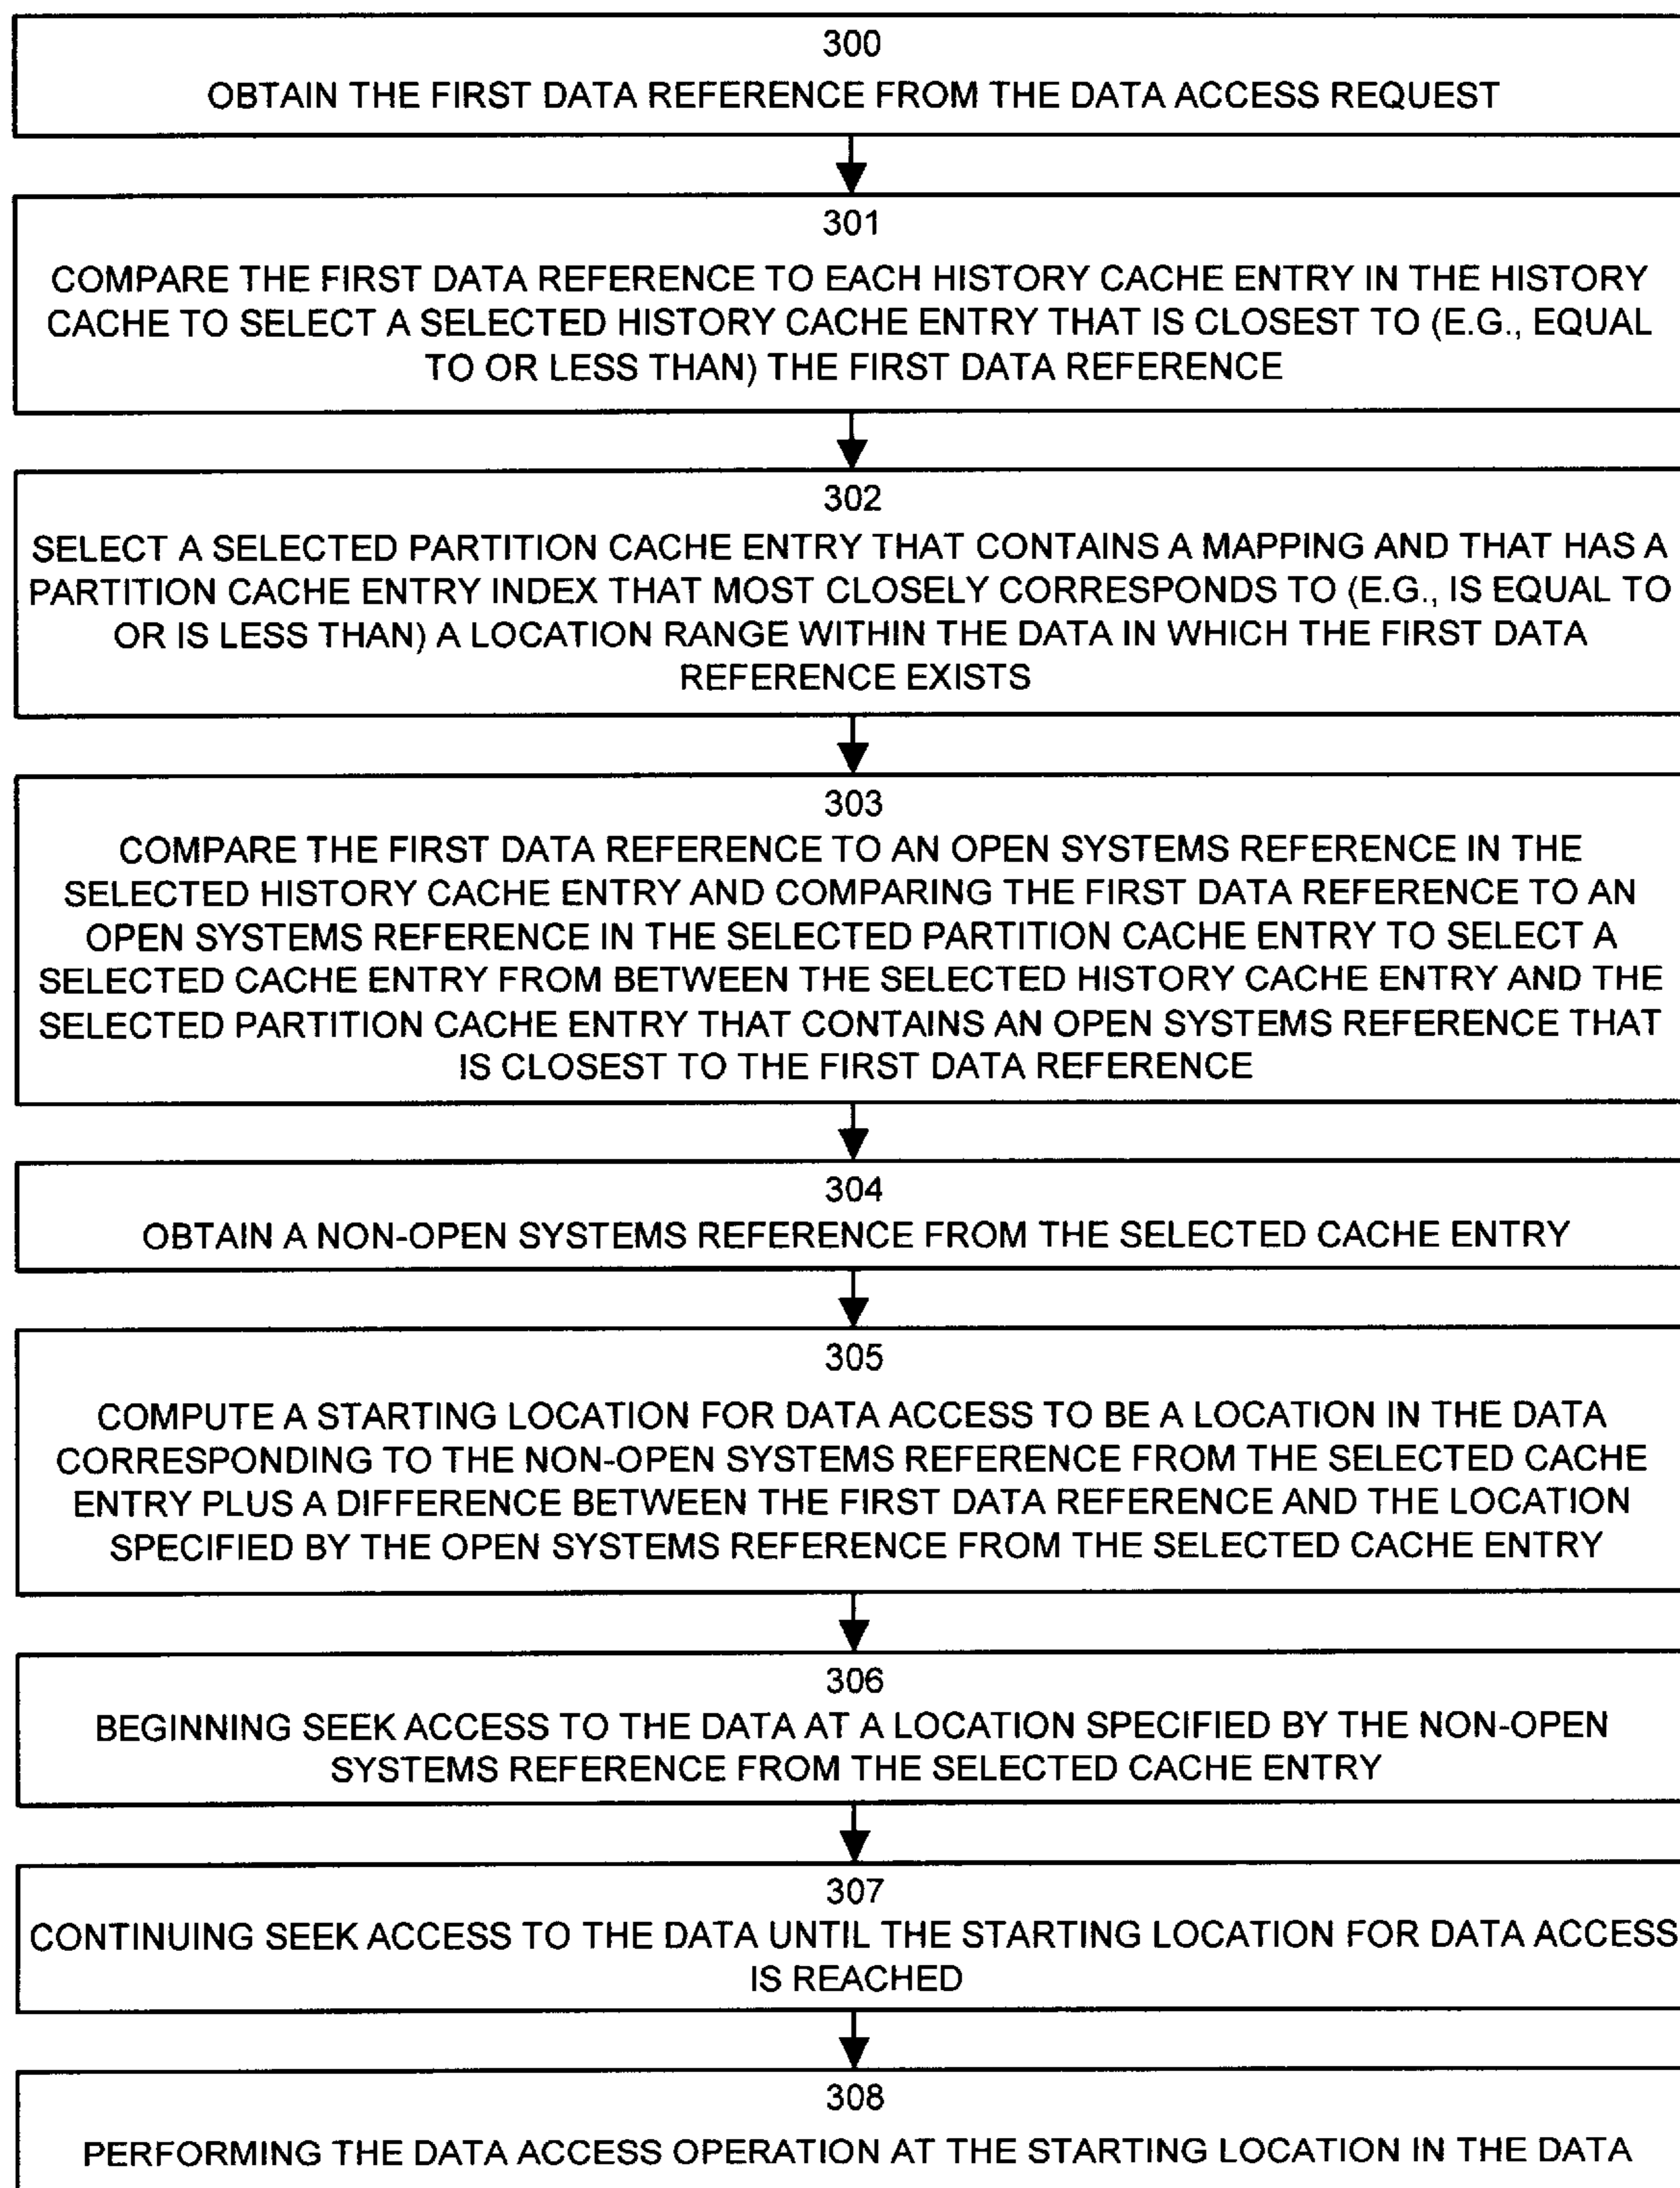 300
OBTAIN THE FIRST DATA REFERENCE FROM THE DATA ACCESS REQUEST
301
COMPARE THE FIRST DATA REFERENCE TO EACH HISTORY CACHE ENTRY IN THE HISTORY
CACHE TO SELECT A SELECTED HISTORY CACHE ENTRY THAT IS CLOSEST TO (E.G., EQUAL
TO OR LESS THAN) THE FIRST DATA REFERENCE
302
SELECT A SELECTED PARTITION CACHE ENTRY THAT CONTAINS A MAPPING AND THAT HAS A
PARTITION CACHE ENTRY INDEX THAT MOST CLOSELY CORRESPONDS TO (E.G., IS EQUAL TO
OR IS LESS THAN) A LOCATION RANGE WITHIN THE DATA IN WHICH THE FIRST DATA
REFERENCE EXISTS
303
COMPARE THE FIRST DATA REFERENCE TO AN OPEN SYSTEMS REFERENCE IN THE
SELECTED HISTORY CACHE ENTRY AND COMPARING THE FIRST DATA REFERENCE TO AN
OPEN SYSTEMS REFERENCE IN THE SELECTED PARTITION CACHE ENTRY TO SELECT A
SELECTED CACHE ENTRY FROM BETWEEN THE SELECTED HISTORY CACHE ENTRY AND THE
SELECTED PARTITION CACHE ENTRY THAT CONTAINS AN OPEN SYSTEMS REFERENCE THAT
IS CLOSEST TO THE FIRST DATA REFERENCE
304
OBTAIN A NON-OPEN SYSTEMS REFERENCE FROM THE SELECTED CACHE ENTRY
305
COMPUTE A STARTING LOCATION FOR DATA ACCESS TO BE A LOCATION IN THE DATA
CORRESPONDING TO THE NON-OPEN SYSTEMS REFERENCE FROM THE SELECTED CACHE
ENTRY PLUS A DIFFERENCE BETWEEN THE FIRST DATA REFERENCE AND THE LOCATION
SPECIFIED BY THE OPEN SYSTEMS REFERENCE FROM THE SELECTED CACHE ENTRY
306
BEGINNING SEEK ACCESS TO THE DATA AT A LOCATION SPECIFIED BY THE NON-OPEN
SYSTEMS REFERENCE FROM THE SELECTED CACHE ENTRY
307
CONTINUING SEEK ACCESS TO THE DATA UNTIL THE STARTING LOCATION FOR DATA ACCESS
IS REACHED
308
PERFORMING THE DATA ACCESS OPERATION AT THE STARTING LOCATION IN THE DATA